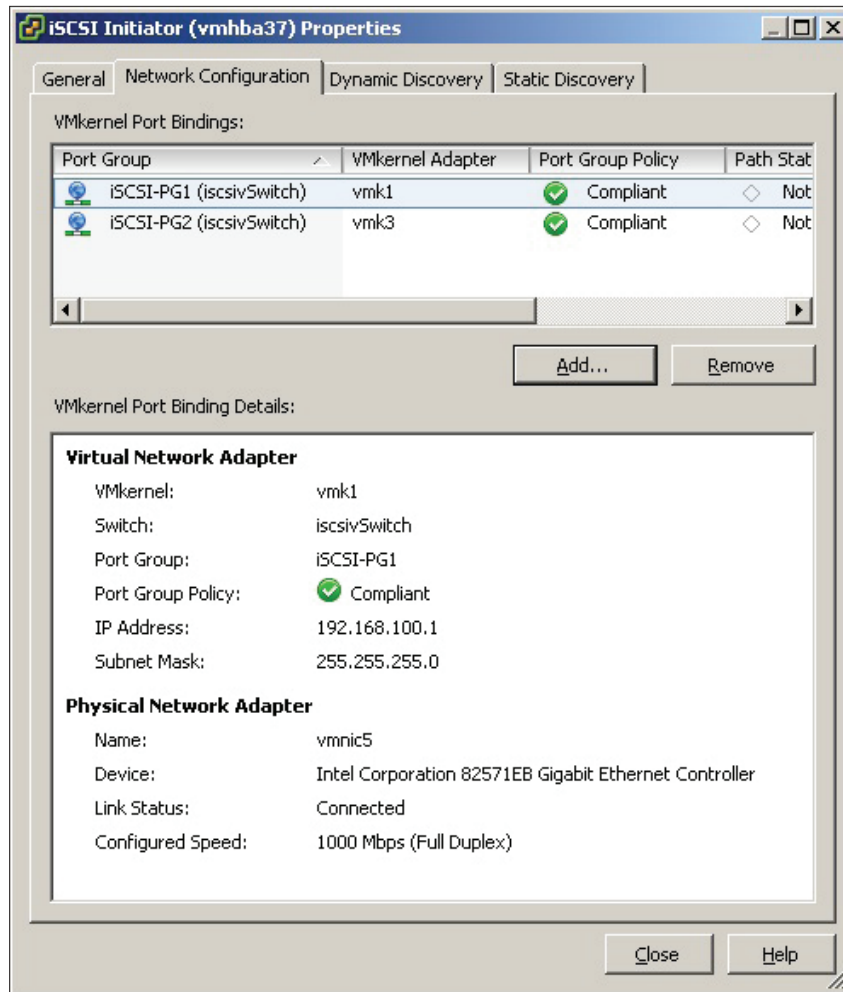 iSCSI Initiator (vmhba37) Properties
General Network Configuration Dynamic Discovery Static Discovery
VMkernel Port Bindings:
Port Group VMkernel Adapter Port Group Policy Path Stat
iSCSI-PG1 (iscsivSwitch) vmk1 Compliant Not
iSCSI-PG2 (iscsivSwitch) vmk3 Compliant Not
Add... Remove
VMkernel Port Binding Details:
Virtual Network Adapter
VMkernel: vmk1
Switch: iscsivSwitch
Port Group: iSCSI-PG1
Port Group Policy: Compliant
IP Address: 192.168.100.1
Subnet Mask: 255.255.255.0
Physical Network Adapter
Name: vmnic5
Device: Intel Corporation 82571EB Gigabit Ethernet Controller
Link Status: Connected
Configured Speed: 1000 Mbps (Full Duplex)
Close Help